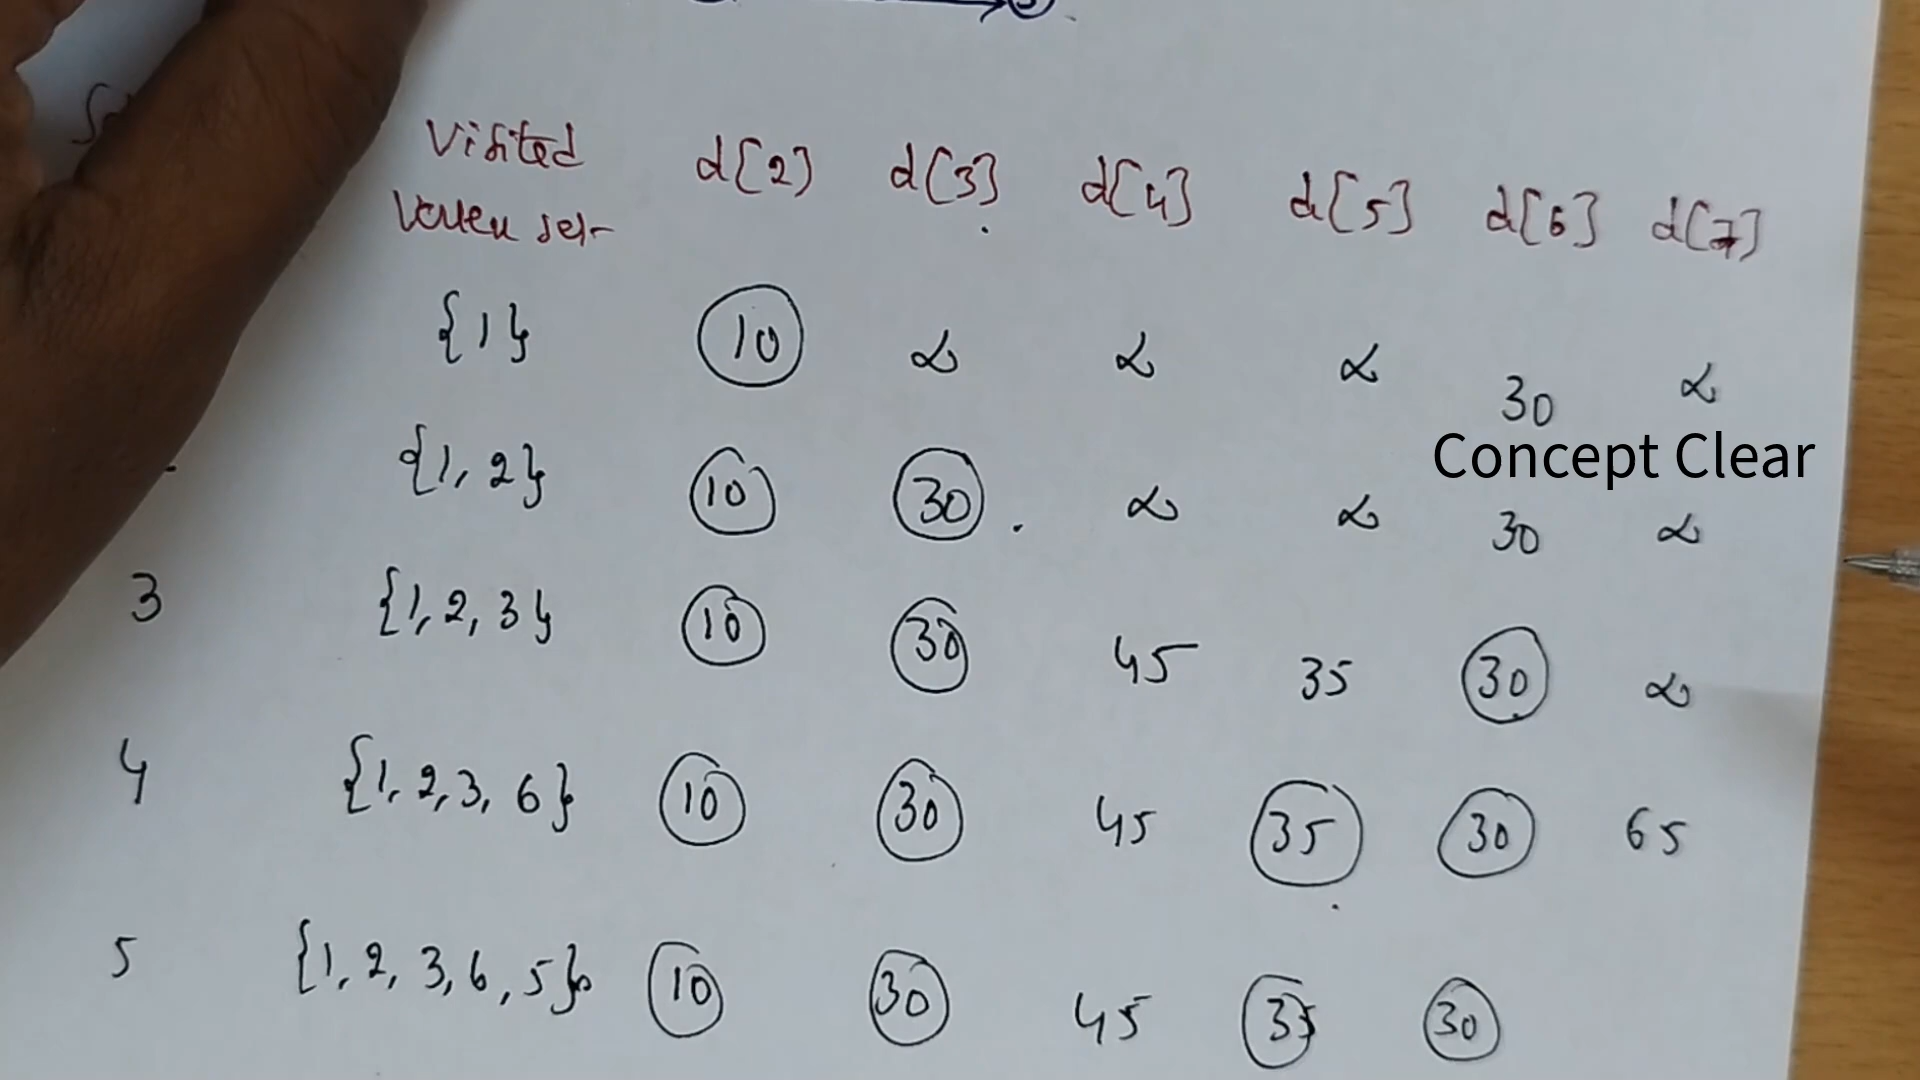 Visited d[2] d[3] d[4] d[5] d[6] d[7]
set
{1} 10 ∝ ∝ ∝ 30 ∝
Concept Clear
{1, 2} 10 30 ∝ ∝ 30 ∝
3 {1, 2, 3} 10 30 45 35 30 ∝
4 {1, 2, 3, 6} 10 30 45 35 30 65
5 {1, 2, 3, 6, 5} 10 30 45 35 30